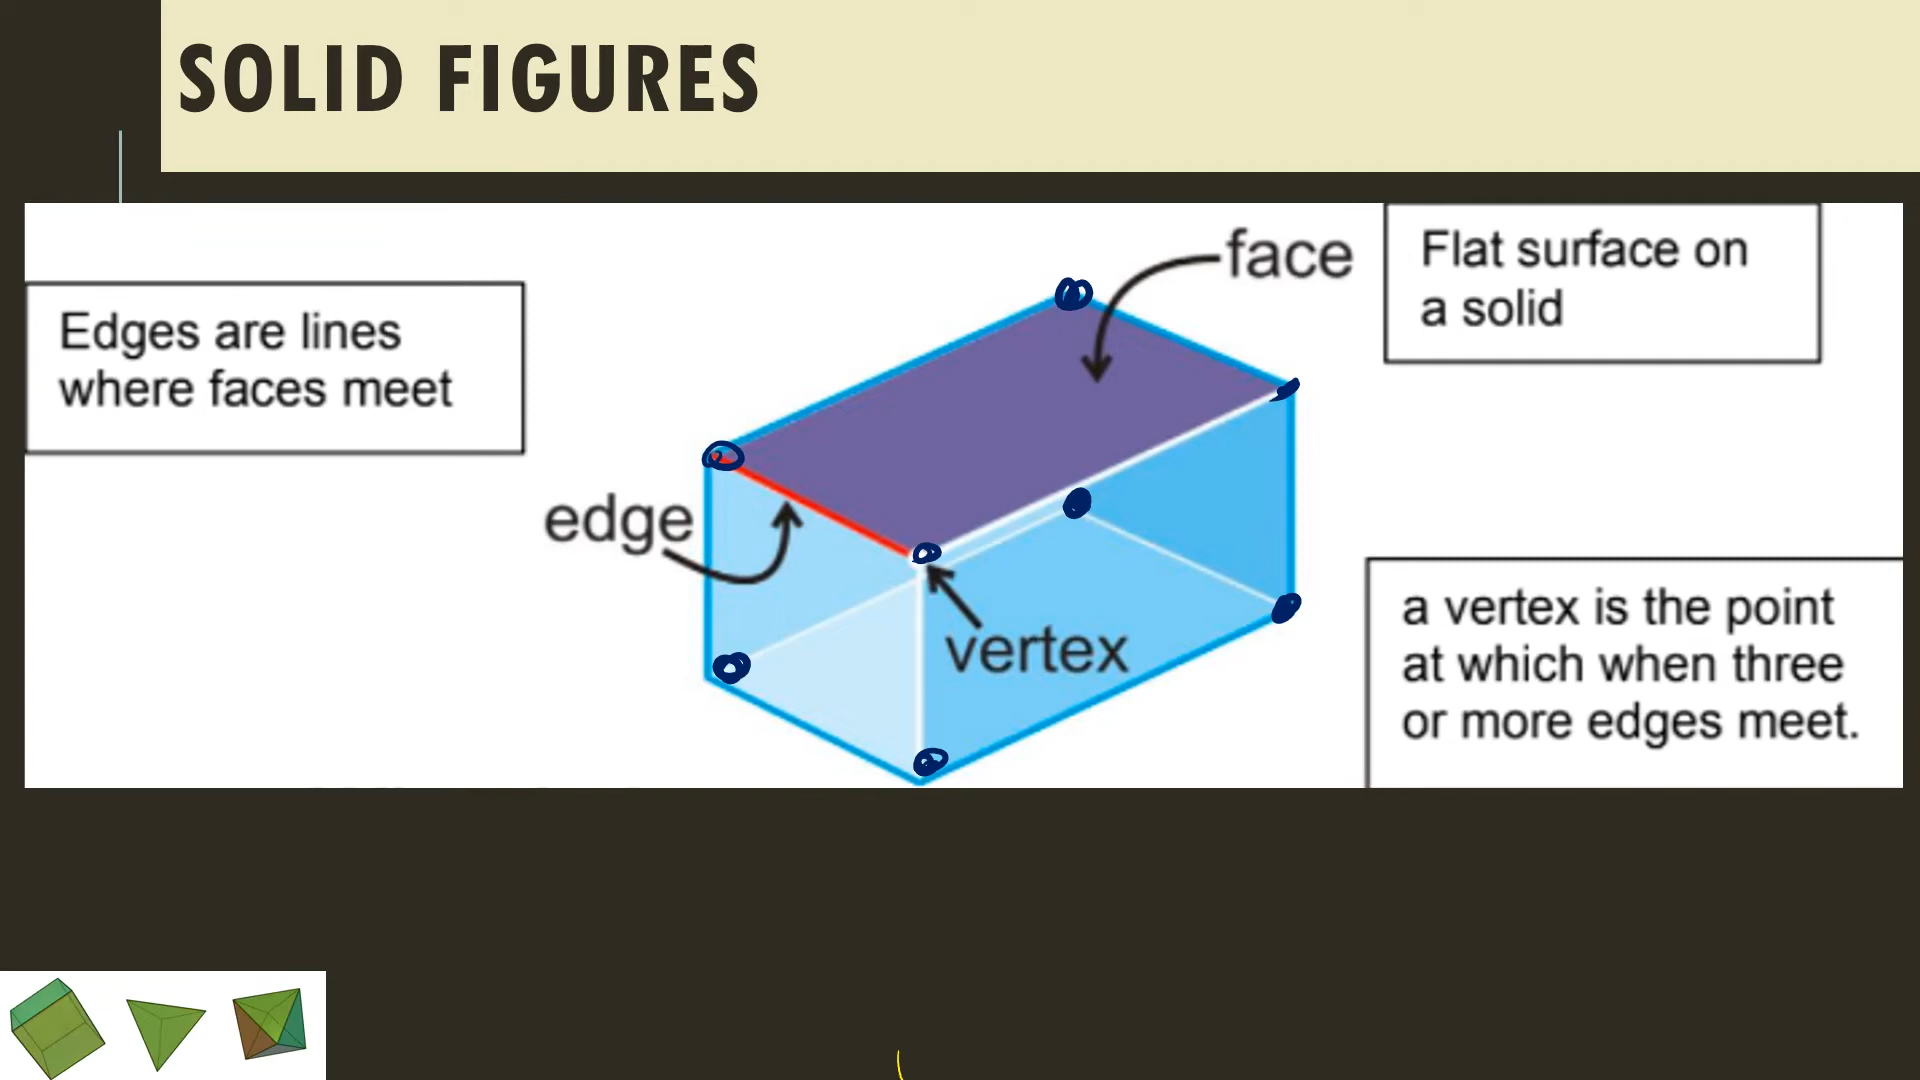 SOLID FIGURES
face
Flat surface on
a solid
Edges are lines
where faces meet
edge
vertex
a vertex is the point
at which when three
or more edges meet.